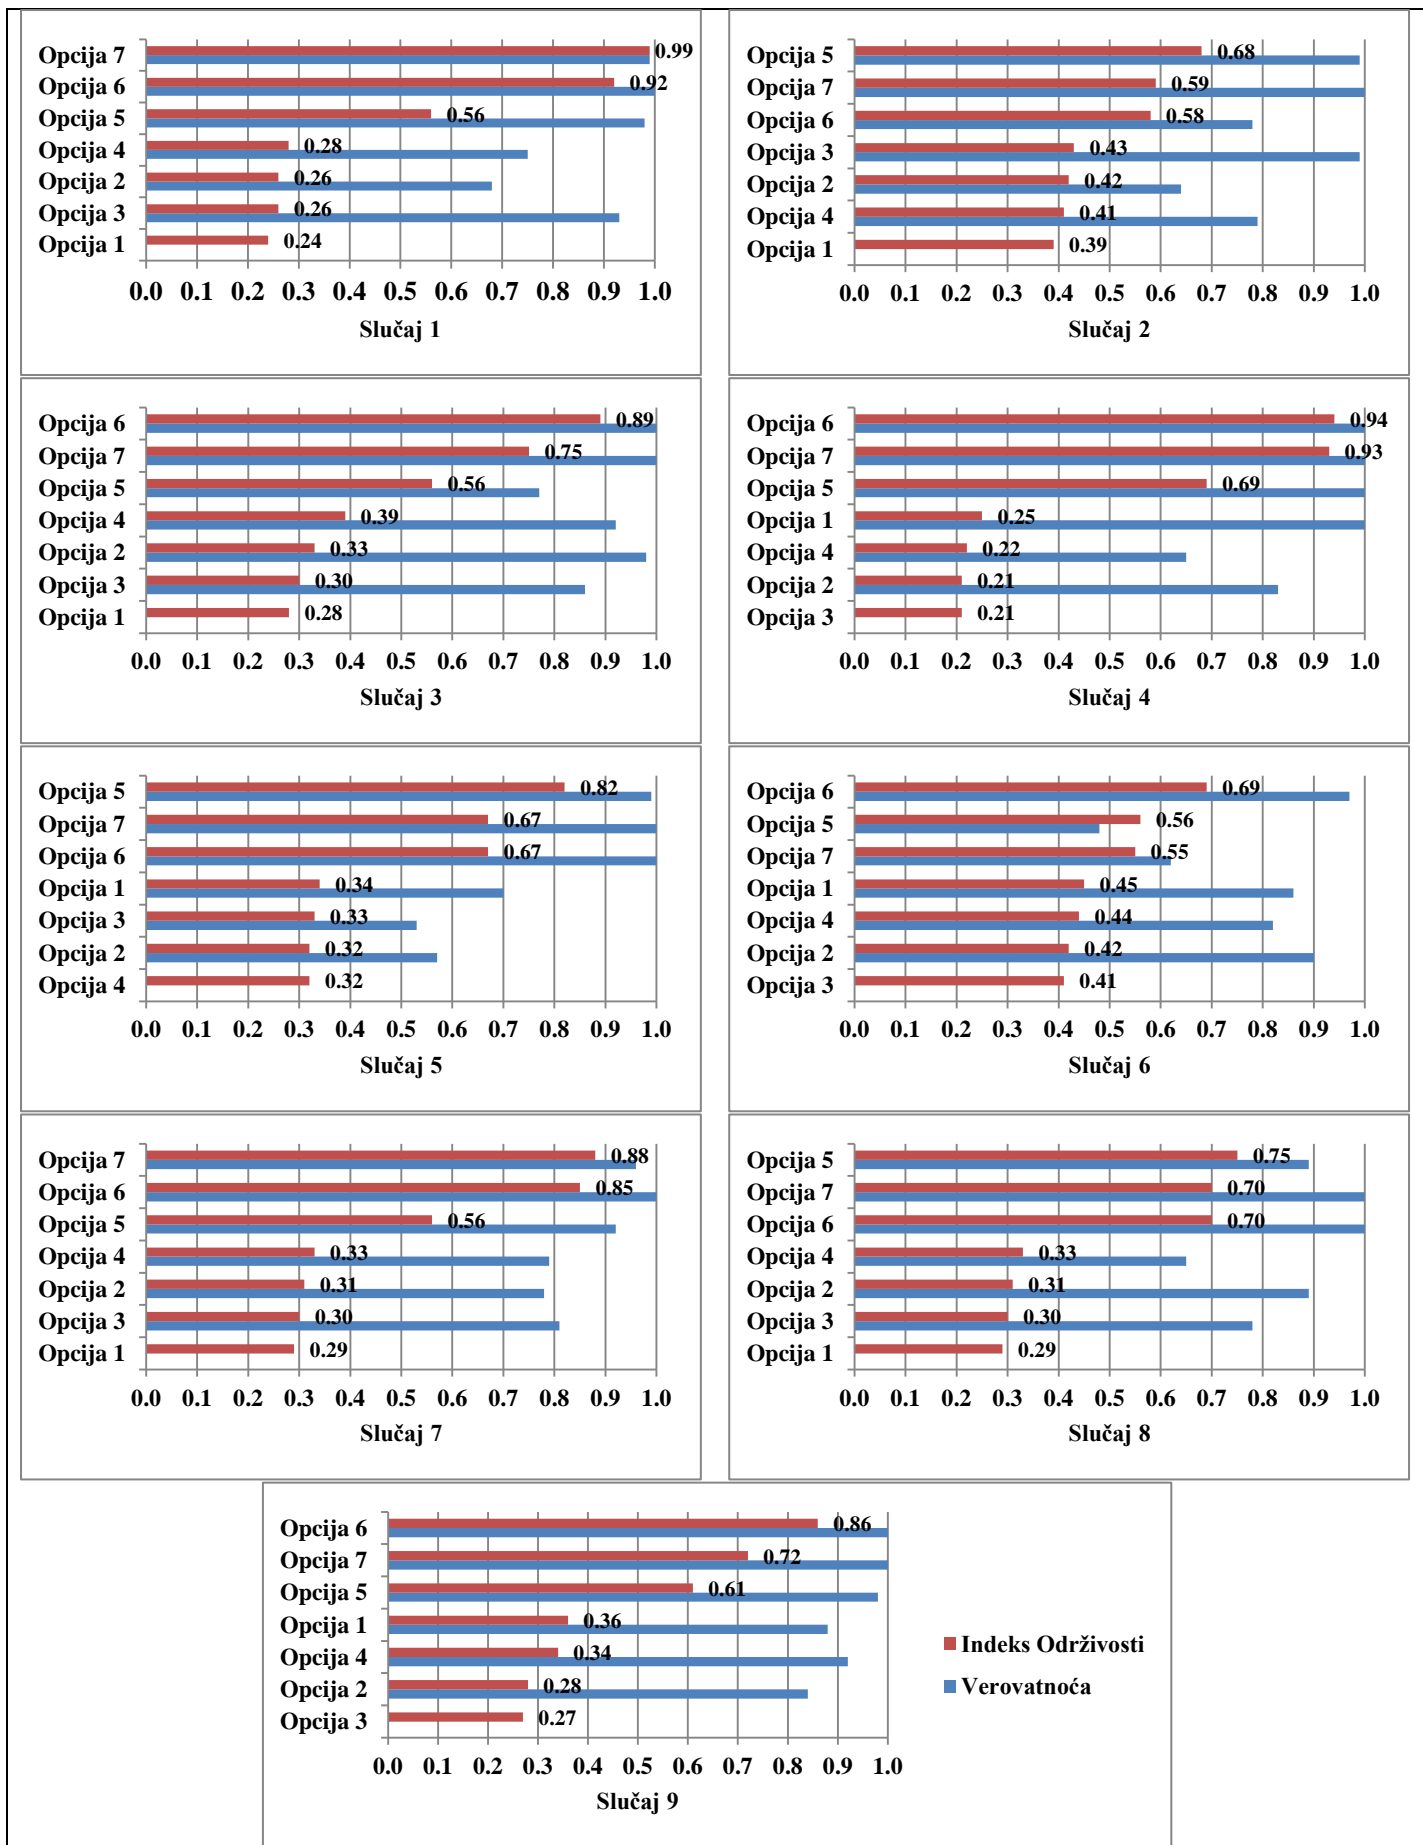 Opcija 7 0.99
Opcija 6 0.92
Opcija 5 0.56
Opcija 4 0.28
Opcija 2 0.26
Opcija 3 0.26
Opcija 1 0.24
0.0 0.1 0.2 0.3 0.4 0.5 0.6 0.7 0.8 0.9 1.0
Slučaj 1
Opcija 5 0.68
Opcija 7 0.59
Opcija 6 0.58
Opcija 3 0.43
Opcija 2 0.42
Opcija 4 0.41
Opcija 1 0.39
0.0 0.1 0.2 0.3 0.4 0.5 0.6 0.7 0.8 0.9 1.0
Slučaj 2
Opcija 6 0.89
Opcija 7 0.75
Opcija 5 0.56
Opcija 4 0.39
Opcija 2 0.33
Opcija 3 0.30
Opcija 1 0.28
0.0 0.1 0.2 0.3 0.4 0.5 0.6 0.7 0.8 0.9 1.0
Slučaj 3
Opcija 6 0.94
Opcija 7 0.93
Opcija 5 0.69
Opcija 1 0.25
Opcija 4 0.22
Opcija 2 0.21
Opcija 3 0.21
0.0 0.1 0.2 0.3 0.4 0.5 0.6 0.7 0.8 0.9 1.0
Slučaj 4
Opcija 5 0.82
Opcija 7 0.67
Opcija 6 0.67
Opcija 1 0.34
Opcija 3 0.33
Opcija 2 0.32
Opcija 4 0.32
0.0 0.1 0.2 0.3 0.4 0.5 0.6 0.7 0.8 0.9 1.0
Slučaj 5
Opcija 6 0.69
Opcija 5 0.56
Opcija 7 0.55
Opcija 1 0.45
Opcija 4 0.44
Opcija 2 0.42
Opcija 3 0.41
0.0 0.1 0.2 0.3 0.4 0.5 0.6 0.7 0.8 0.9 1.0
Slučaj 6
Opcija 7 0.88
Opcija 6 0.85
Opcija 5 0.56
Opcija 4 0.33
Opcija 2 0.31
Opcija 3 0.30
Opcija 1 0.29
0.0 0.1 0.2 0.3 0.4 0.5 0.6 0.7 0.8 0.9 1.0
Slučaj 7
Opcija 5 0.75
Opcija 7 0.70
Opcija 6 0.70
Opcija 4 0.33
Opcija 2 0.31
Opcija 3 0.30
Opcija 1 0.29
0.0 0.1 0.2 0.3 0.4 0.5 0.6 0.7 0.8 0.9 1.0
Slučaj 8
Opcija 6 0.86
Opcija 7 0.72
Opcija 5 0.61
Opcija 1 0.36
Opcija 4 0.34
Opcija 2 0.28
Opcija 3 0.27
0.0 0.1 0.2 0.3 0.4 0.5 0.6 0.7 0.8 0.9 1.0
Slučaj 9
Indeks Održivosti
Verovatnoća